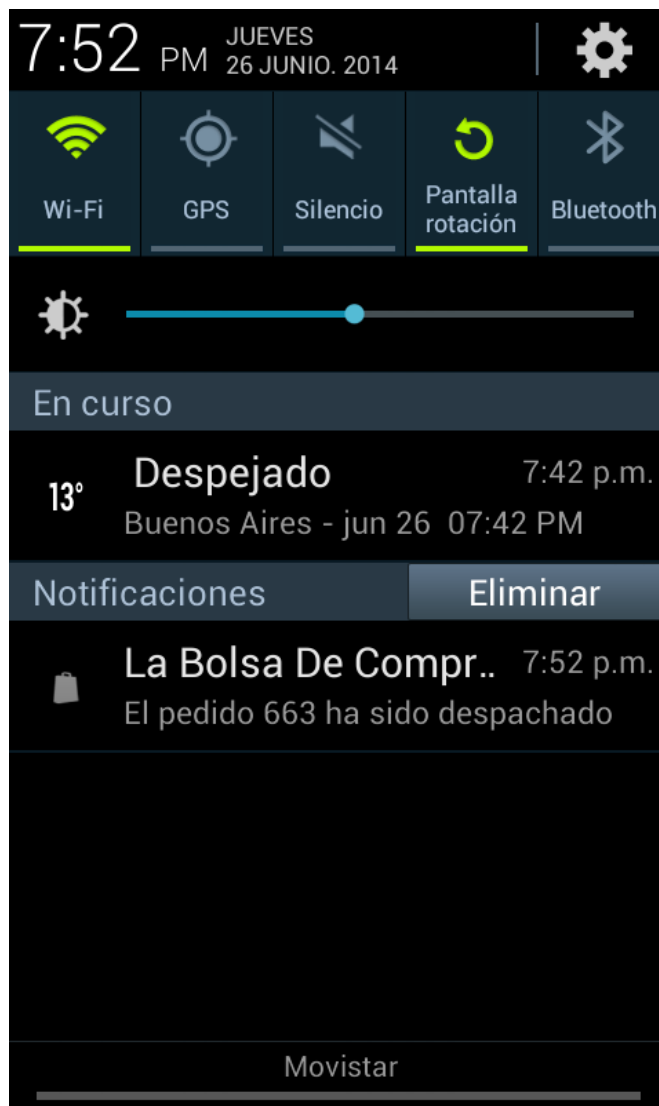 7:52 PM JUEVES
26 JUNIO. 2014
Wi-Fi GPS Silencio Pantalla rotación Bluetooth
En curso
13° Despejado 7:42 p.m.
Buenos Aires - jun 26 07:42 PM
Notificaciones Eliminar
La Bolsa De Compr.. 7:52 p.m.
El pedido 663 ha sido despachado
Movistar